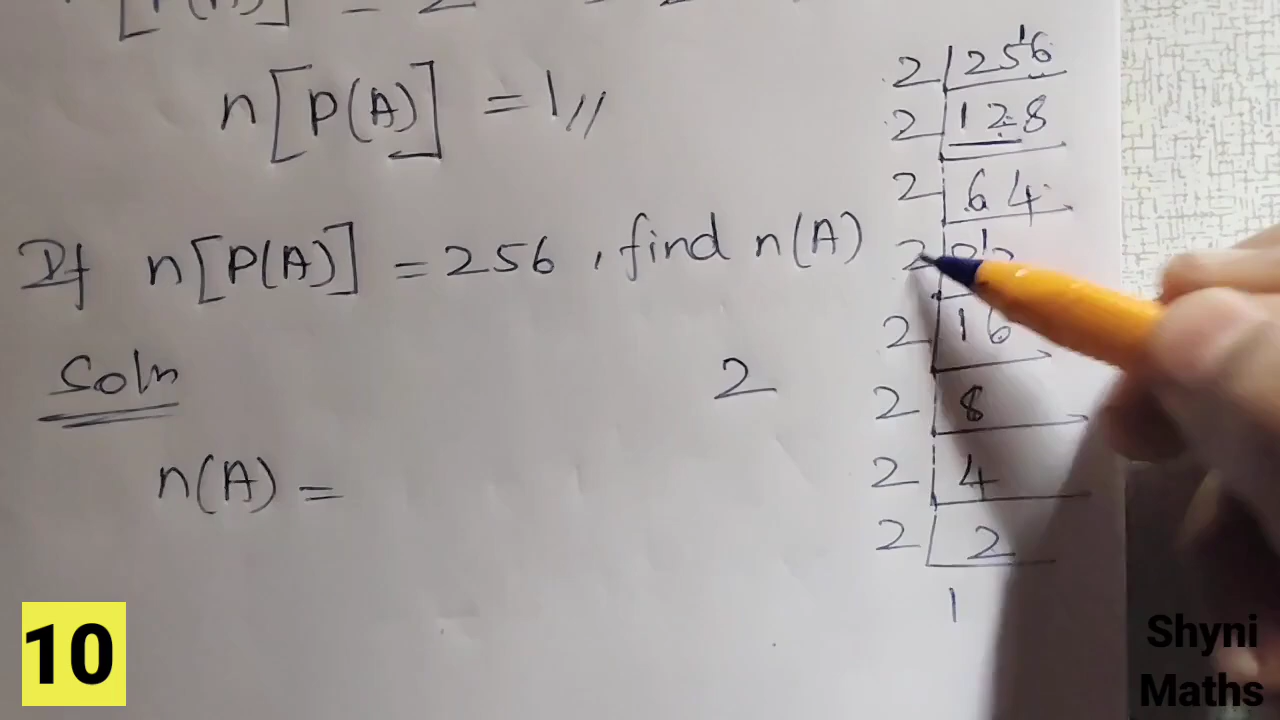 n[P(A)] = 1//
If n[P(A)] = 256, find n(A)
Soln
2
n(A) =
2 | 256
2 | 128
2 | 64
2
2 | 16
2 | 8
2 | 4
2 | 2
1
10
Shyni
Maths